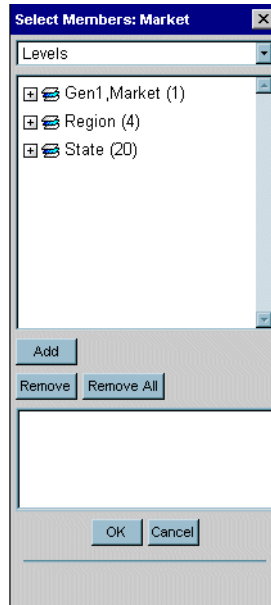 Select Members: Market
Levels
Gen1,Market (1)
Region (4)
State (20)
Add
Remove Remove All
OK Cancel